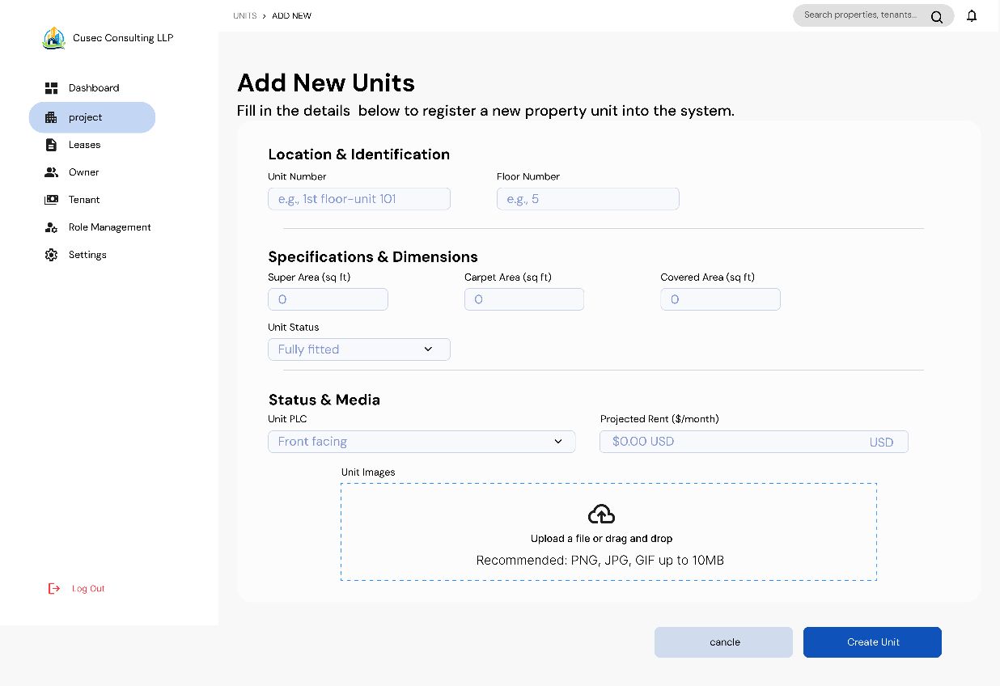 UNITS > ADD NEW
Search properties, tenants...
Cusec Consulting LLP
Dashboard
project
Leases
Owner
Tenant
Role Management
Settings
Log Out
Add New Units
Fill in the details below to register a new property unit into the system.
Location & Identification
Unit Number
Floor Number
e.g., 1st floor-unit 101
e.g., 5
Specifications & Dimensions
Super Area (sq ft)
Carpet Area (sq ft)
Covered Area (sq ft)
0
0
0
Unit Status
Fully fitted
Status & Media
Unit PLC
Projected Rent ($/month)
Front facing
$0.00 USD
USD
Unit Images
Upload a file or drag and drop
Recommended: PNG, JPG, GIF up to 10MB
cancle
Create Unit